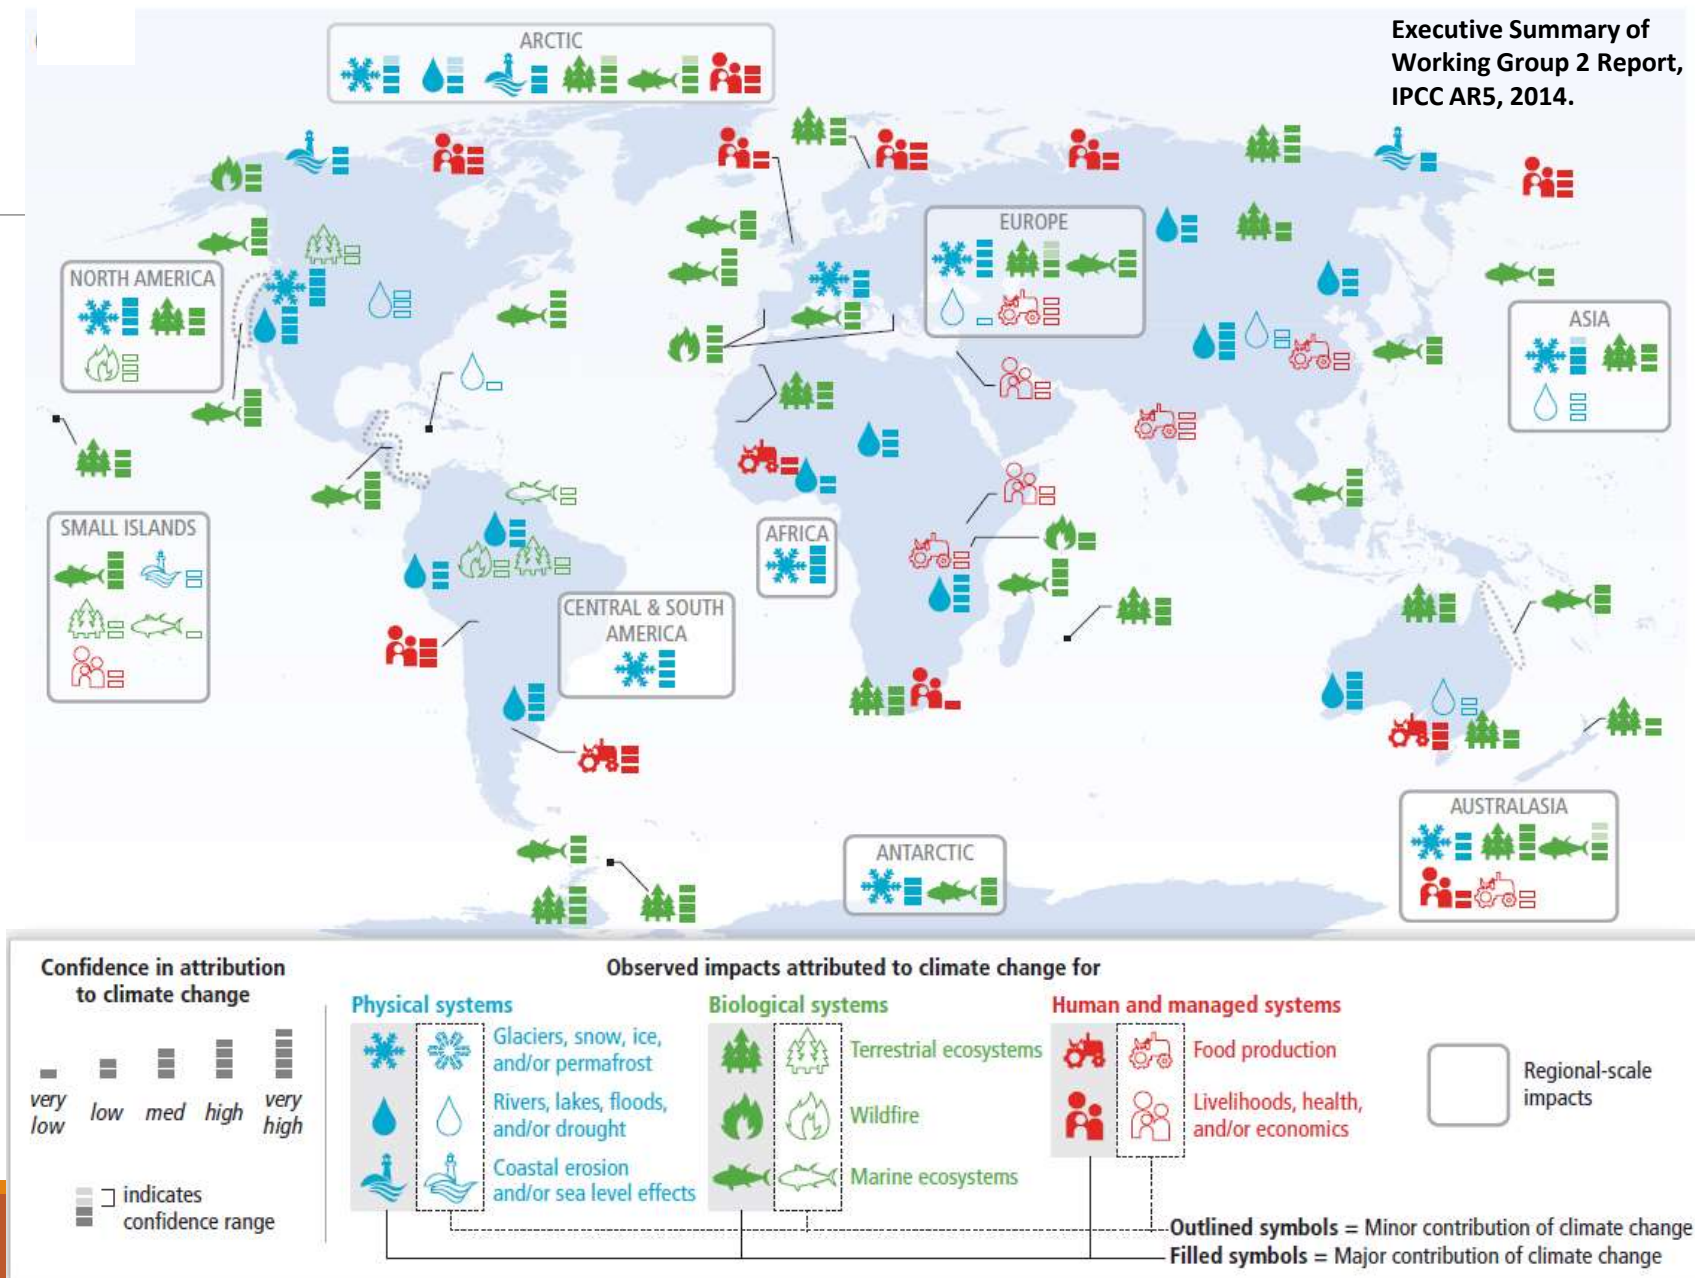 Executive Summary of
Working Group 2 Report,
IPCC AR5, 2014.
ARCTIC
EUROPE
NORTH AMERICA
ASIA
SMALL ISLANDS
AFRICA
CENTRAL & SOUTH
AMERICA
AUSTRALASIA
ANTARCTIC
Confidence in attribution
to climate change
very
low
low
med
high
very
high
indicates
confidence range
Observed impacts attributed to climate change for
Physical systems
Glaciers, snow, ice,
and/or permafrost
Rivers, lakes, floods,
and/or drought
Coastal erosion
and/or sea level effects
Biological systems
Terrestrial ecosystems
Wildfire
Marine ecosystems
Human and managed systems
Food production
Livelihoods, health,
and/or economics
Regional-scale
impacts
Outlined symbols = Minor contribution of climate change
Filled symbols = Major contribution of climate change